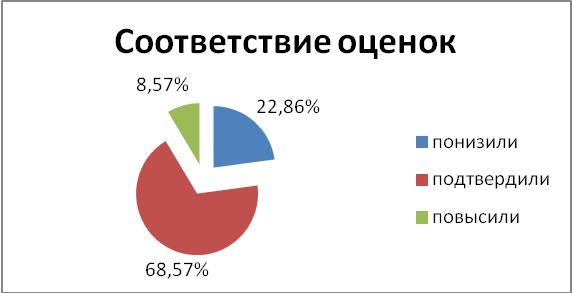 Соответствие оценок
8,57%
22,86%
понизили
подтвердили
повысили
68,57%